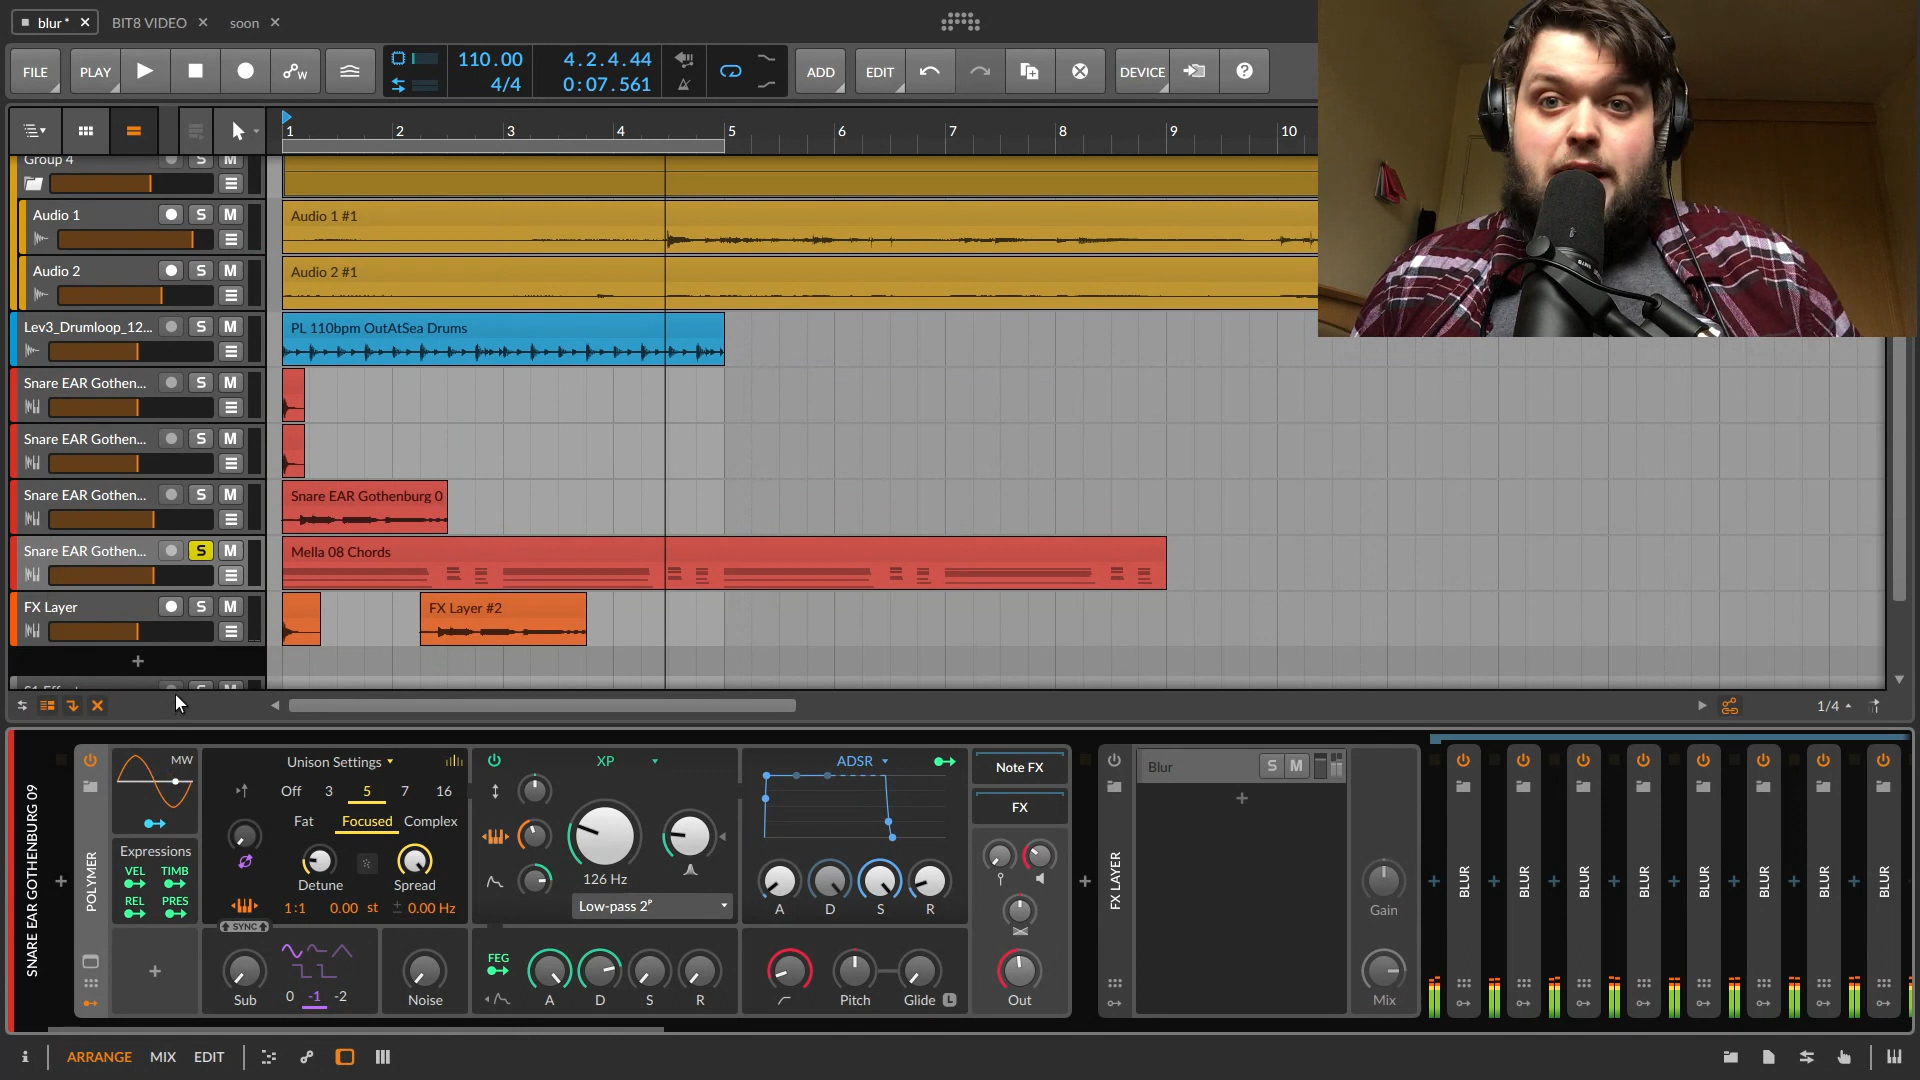 blur*
BIT8 VIDEO
soon
FILE
PLAY
110.00
4/4
4.2.4.44
0:07.561
ADD
EDIT
DEVICE
1 2 3 4 5 6 7 8 9 10
Group 4
S M
Audio 1
S M
Audio 1 #1
Audio 2
S M
Audio 2 #1
Lev3_Drumloop_12...
S M
PL 110bpm OutAtSea Drums
Snare EAR Gothen...
S M
Snare EAR Gothen...
S M
Snare EAR Gothen...
S M
Snare EAR Gothenburg 0
Snare EAR Gothen...
S M
Mella 08 Chords
FX Layer
S M
FX Layer #2
+
1/4
SNARE EAR GOTHENBURG 09
POLYMER
MW
Expressions
VEL TIMB
REL PRES
Unison Settings
Off 3 5 7 16
Fat Focused Complex
Detune Spread
1:1 0.00 st ± 0.00 Hz
SYNC
Sub
0 -1 -2
Noise
XP
126 Hz
Low-pass 2P
FEG
A D S R
ADSR
A D S R
Pitch
Glide L
Note FX
FX
Out
FX LAYER
Blur S M
Gain
Mix
BLUR
BLUR
BLUR
BLUR
BLUR
BLUR
BLUR
BLUR
ARRANGE MIX EDIT